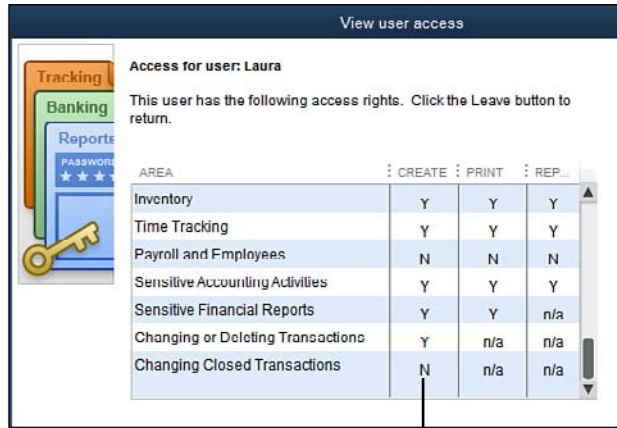 View user access
Tracking
Banking
Reports
PASSWORD
Access for user: Laura
This user has the following access rights. Click the Leave button to
return.
AREA CREATE PRINT REP...
Inventory Y Y Y
Time Tracking Y Y Y
Payroll and Employees N N N
Sensitive Accounting Activities Y Y Y
Sensitive Financial Reports Y Y n/a
Changing or Deleting Transactions Y n/a n/a
Changing Closed Transactions N n/a n/a